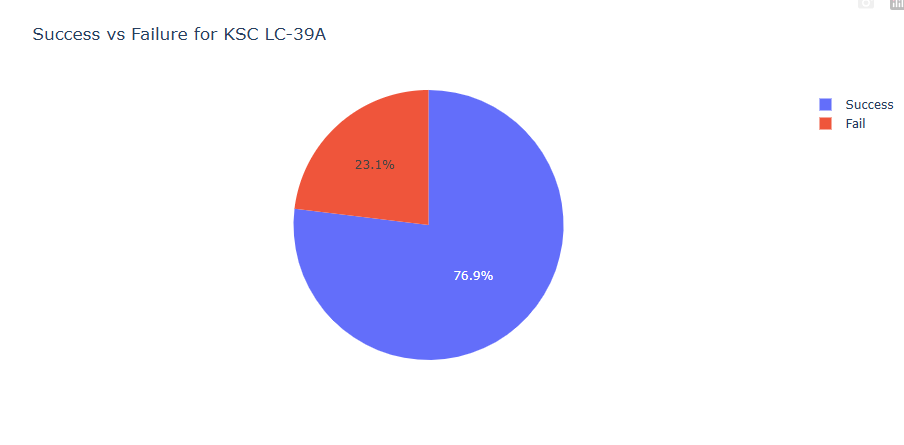 Success vs Failure for KSC LC-39A
Success
Fail
23.1%
76.9%